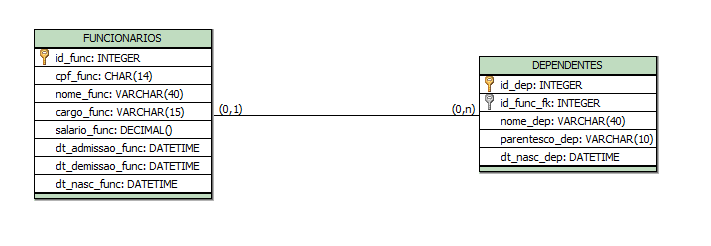 FUNCIONARIOS
id_func: INTEGER
cpf_func: CHAR(14)
nome_func: VARCHAR(40)
cargo_func: VARCHAR(15)
salario_func: DECIMAL()
dt_admissao_func: DATETIME
dt_demissao_func: DATETIME
dt_nasc_func: DATETIME
(0,1)
(0,n)
DEPENDENTES
id_dep: INTEGER
id_func_fk: INTEGER
nome_dep: VARCHAR(40)
parentesco_dep: VARCHAR(10)
dt_nasc_dep: DATETIME